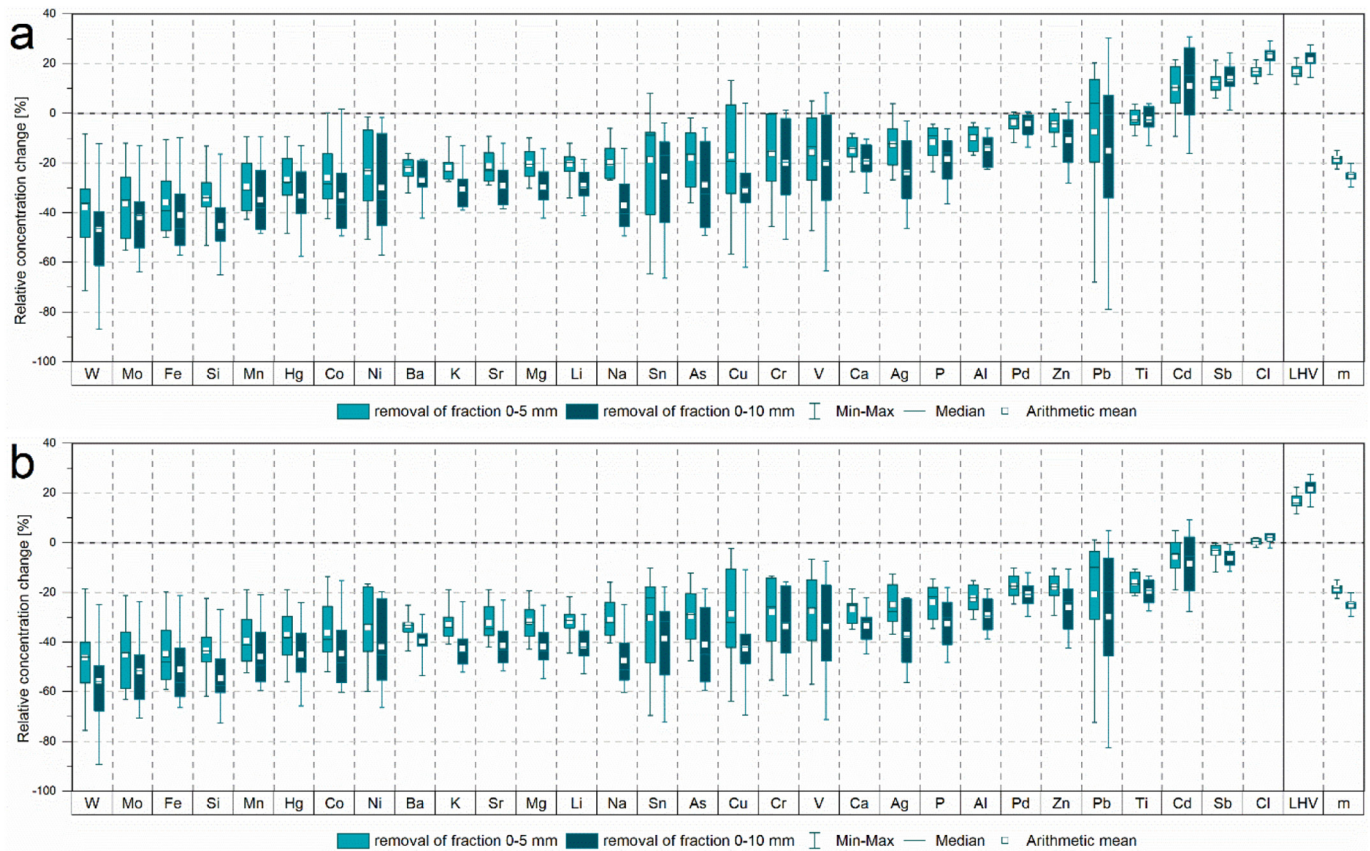 a
Relative concentration change [%]
40
20
0
-20
-40
-60
-80
-100
W Mo Fe Si Mn Hg Co Ni Ba K Sr Mg Li Na Sn As Cu Cr V Ca Ag P Al Pd Zn Pb Ti Cd Sb Cl LHV m
removal of fraction 0-5 mm removal of fraction 0-10 mm Min-Max Median Arithmetic mean
b
Relative concentration change [%]
40
20
0
-20
-40
-60
-80
-100
W Mo Fe Si Mn Hg Co Ni Ba K Sr Mg Li Na Sn As Cu Cr V Ca Ag P Al Pd Zn Pb Ti Cd Sb Cl LHV m
removal of fraction 0-5 mm removal of fraction 0-10 mm Min-Max Median Arithmetic mean